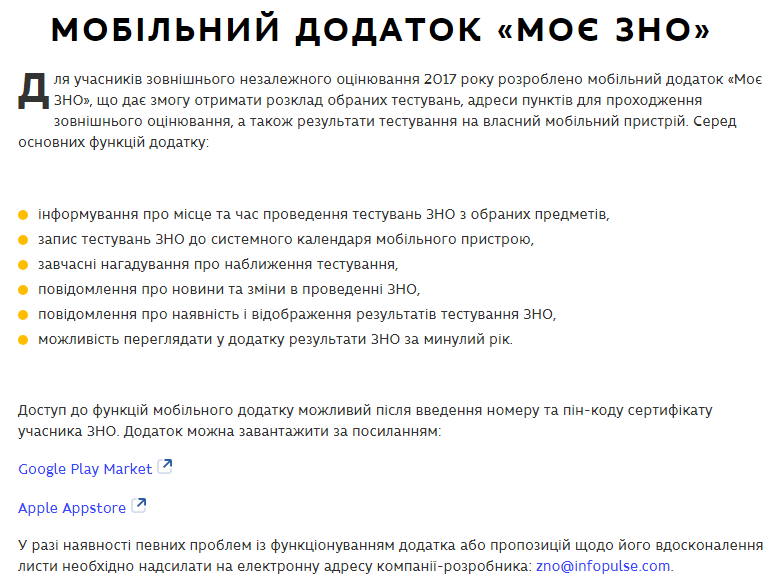 МОБІЛЬНИЙ ДОДАТОК «МОЄ ЗНО»
Для учасників зовнішнього незалежного оцінювання 2017 року розроблено мобільний додаток «Моє
ЗНО», що дає змогу отримати розклад обраних тестувань, адреси пунктів для проходження
зовнішнього оцінювання, а також результати тестування на власний мобільний пристрій. Серед
основних функцій додатку:
інформування про місце та час проведення тестувань ЗНО з обраних предметів,
запис тестувань ЗНО до системного календаря мобільного пристрою,
завчасні нагадування про наближення тестування,
повідомлення про новини та зміни в проведенні ЗНО,
повідомлення про наявність і відображення результатів тестування ЗНО,
можливість переглядати у додатку результати ЗНО за минулий рік.
Доступ до функцій мобільного додатку можливий після введення номеру та пін-коду сертифікату
учасника ЗНО. Додаток можна завантажити за посиланням:
Google Play Market
Apple Appstore
У разі наявності певних проблем із функціонуванням додатка або пропозицій щодо його вдосконалення
листи необхідно надсилати на електронну адресу компанії-розробника: zno@infopulse.com.